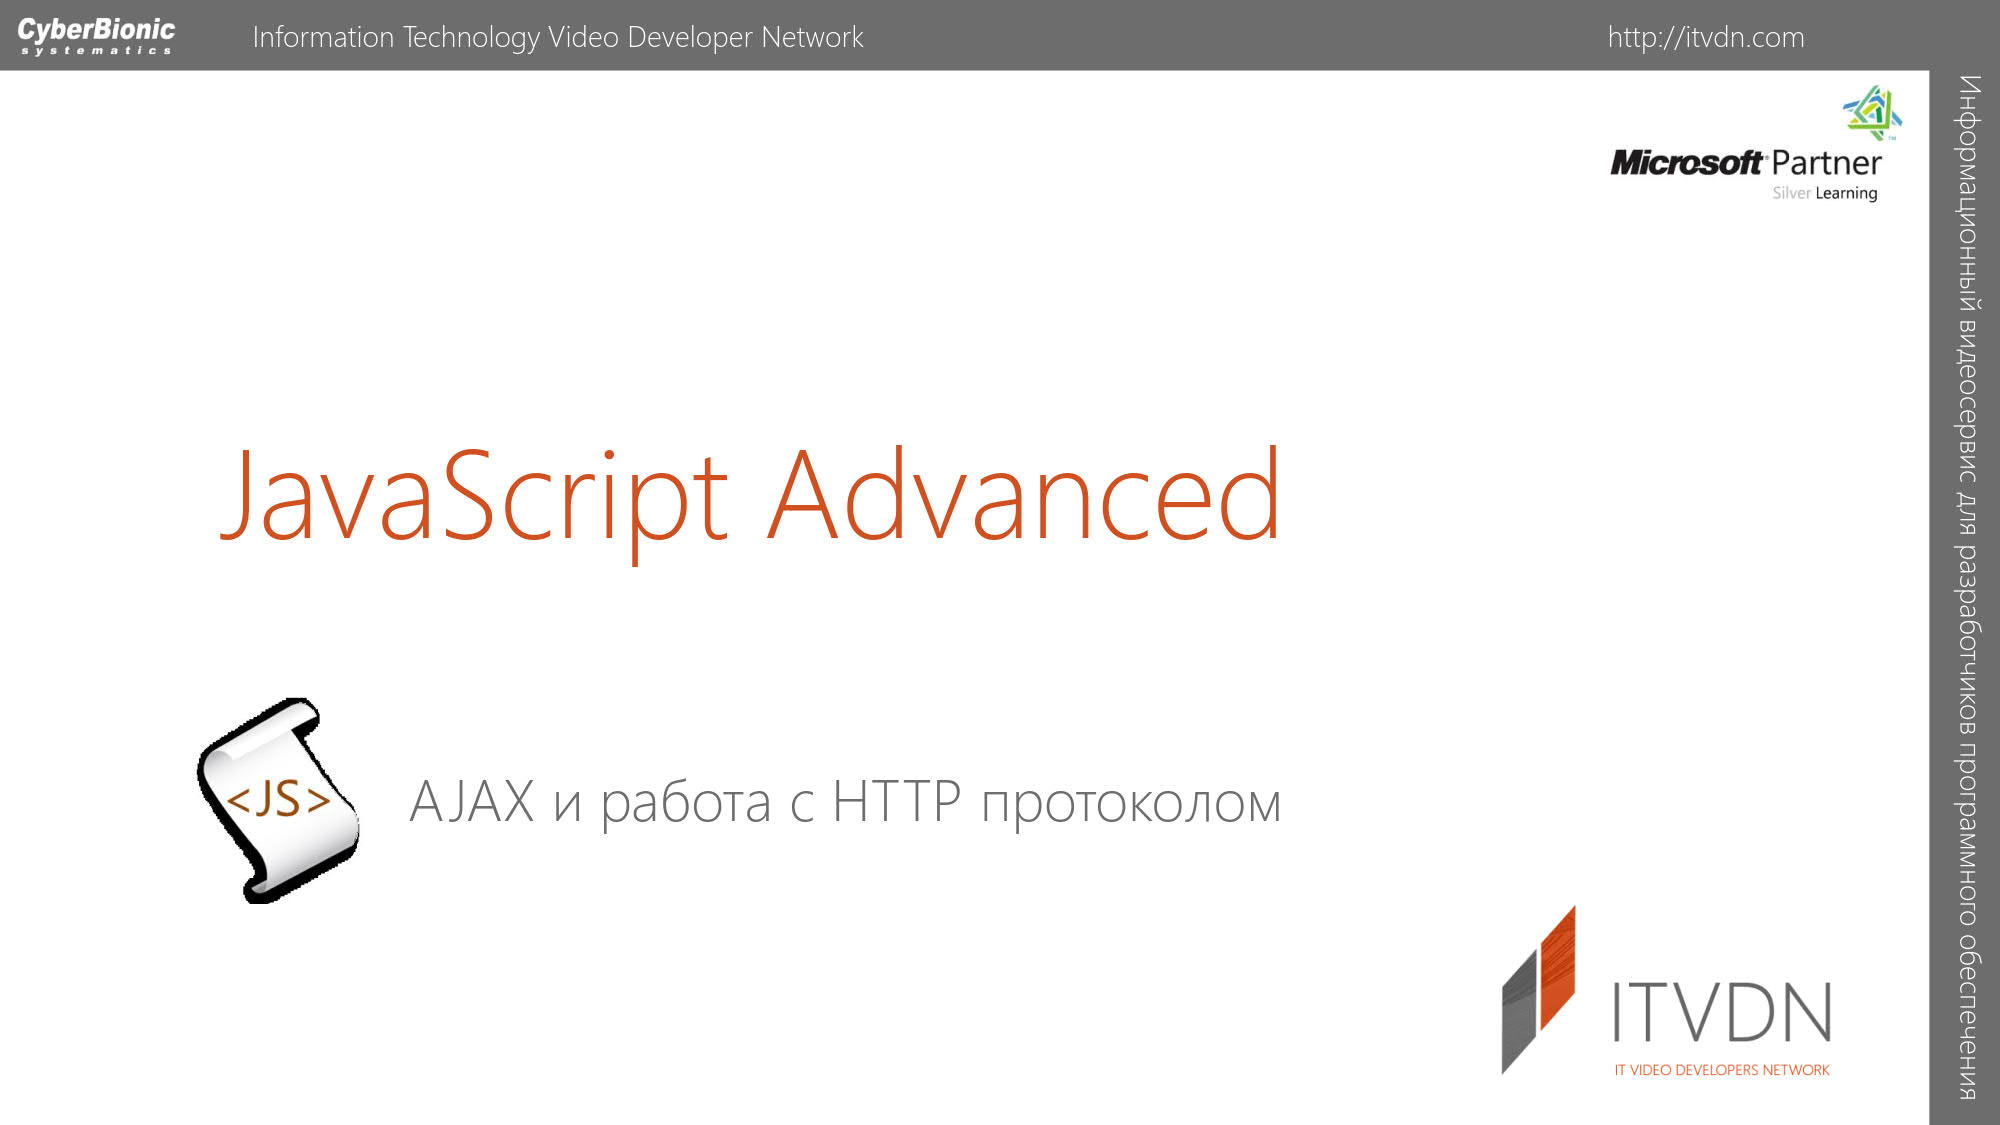 CyberBionic
systematics
Information Technology Video Developer Network
http://itvdn.com
Microsoft Partner
Silver Learning
Информационный видеосервис для разработчиков программного обеспечения
JavaScript Advanced
<JS>
AJAX и работа с HTTP протоколом
ITVDN
IT VIDEO DEVELOPERS NETWORK